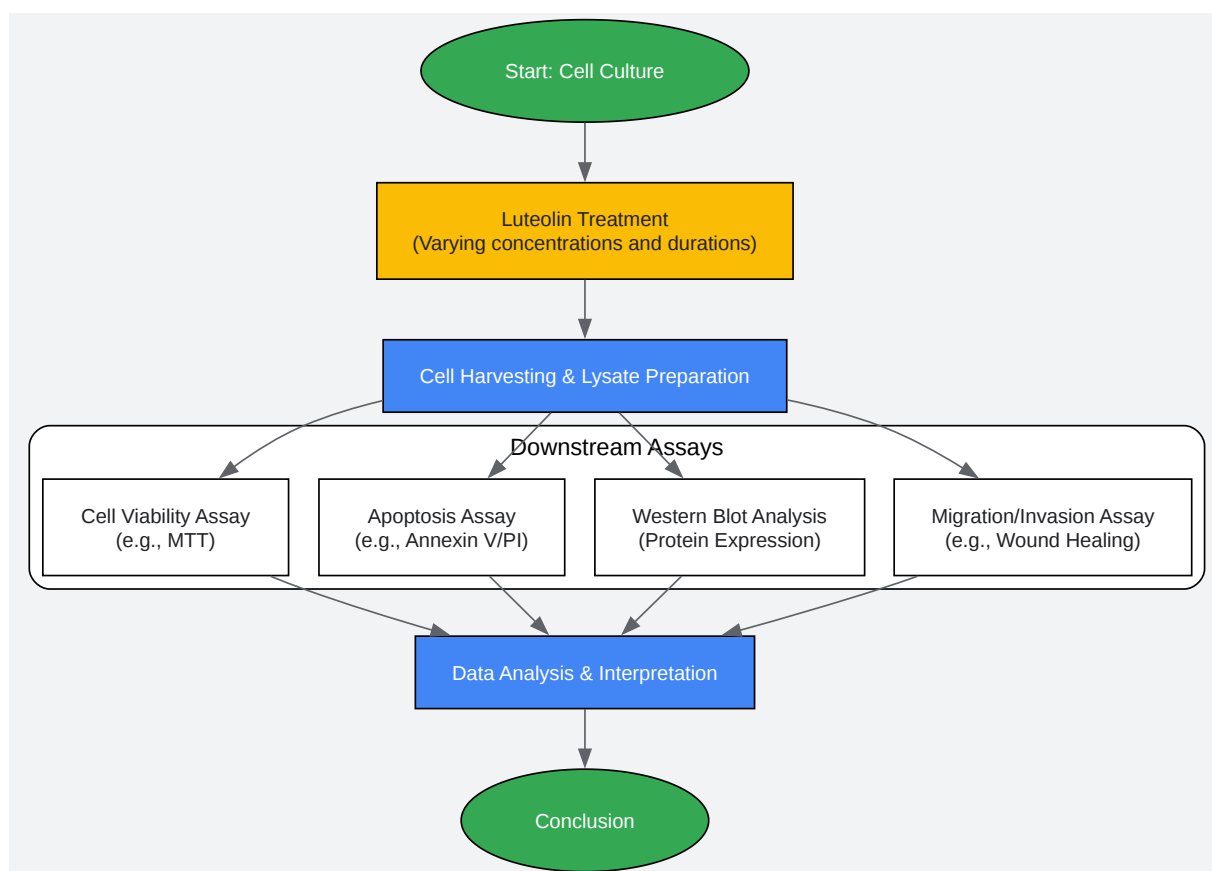 Start: Cell Culture
Luteolin Treatment
(Varying concentrations and durations)
Cell Harvesting & Lysate Preparation
Downstream Assays
Cell Viability Assay
(e.g., MTT)
Apoptosis Assay
(e.g., Annexin V/PI)
Western Blot Analysis
(Protein Expression)
Migration/Invasion Assay
(e.g., Wound Healing)
Data Analysis & Interpretation
Conclusion